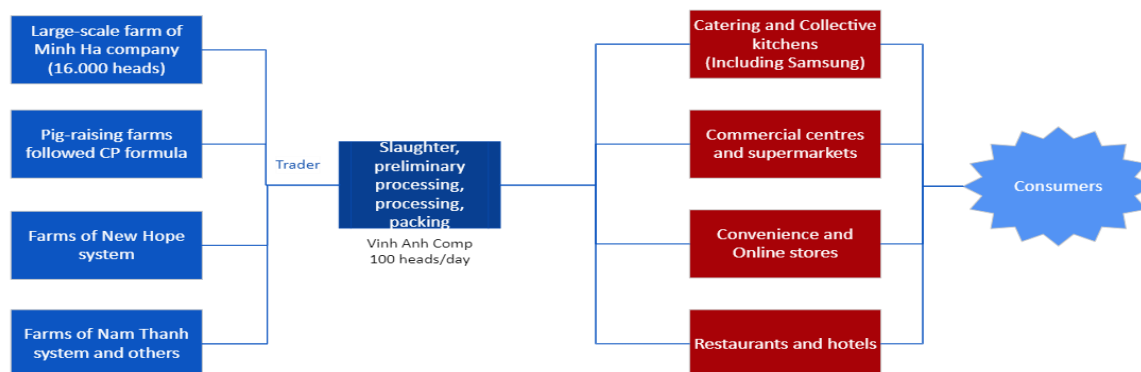 Large-scale farm of
Minh Ha company
(16.000 heads)
Pig-raising farms
followed CP formula
Farms of New Hope
system
Farms of Nam Thanh
system and others
Trader
Slaughter,
preliminary
processing,
processing,
packing
Vinh Anh Comp
100 heads/day
Catering and Collective
kitchens
(Including Samsung)
Commercial centres
and supermarkets
Convenience and
Online stores
Restaurants and hotels
Consumers